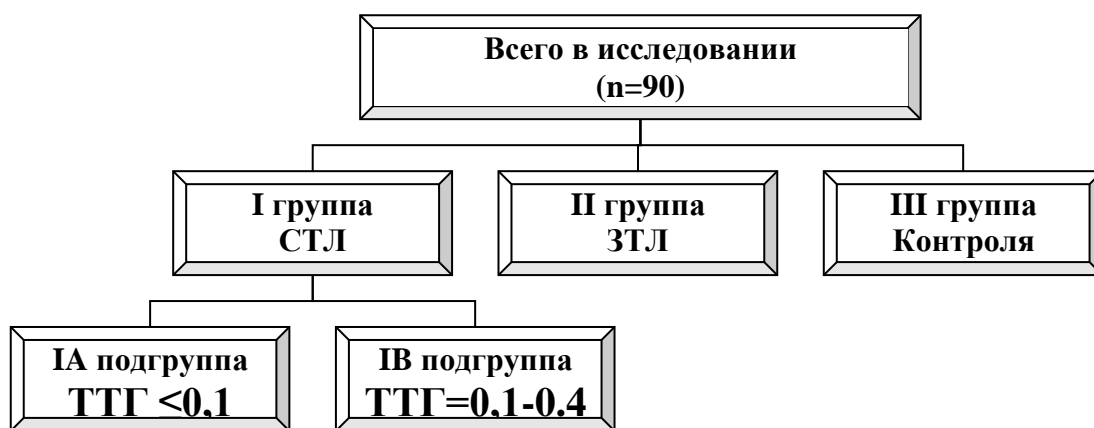 Всего в исследовании
(n=90)
I группа
СТЛ
II группа
ЗТЛ
III группа
Контроля
IA подгруппа
ТТГ ≤0,1
IB подгруппа
ТТГ=0,1-0.4